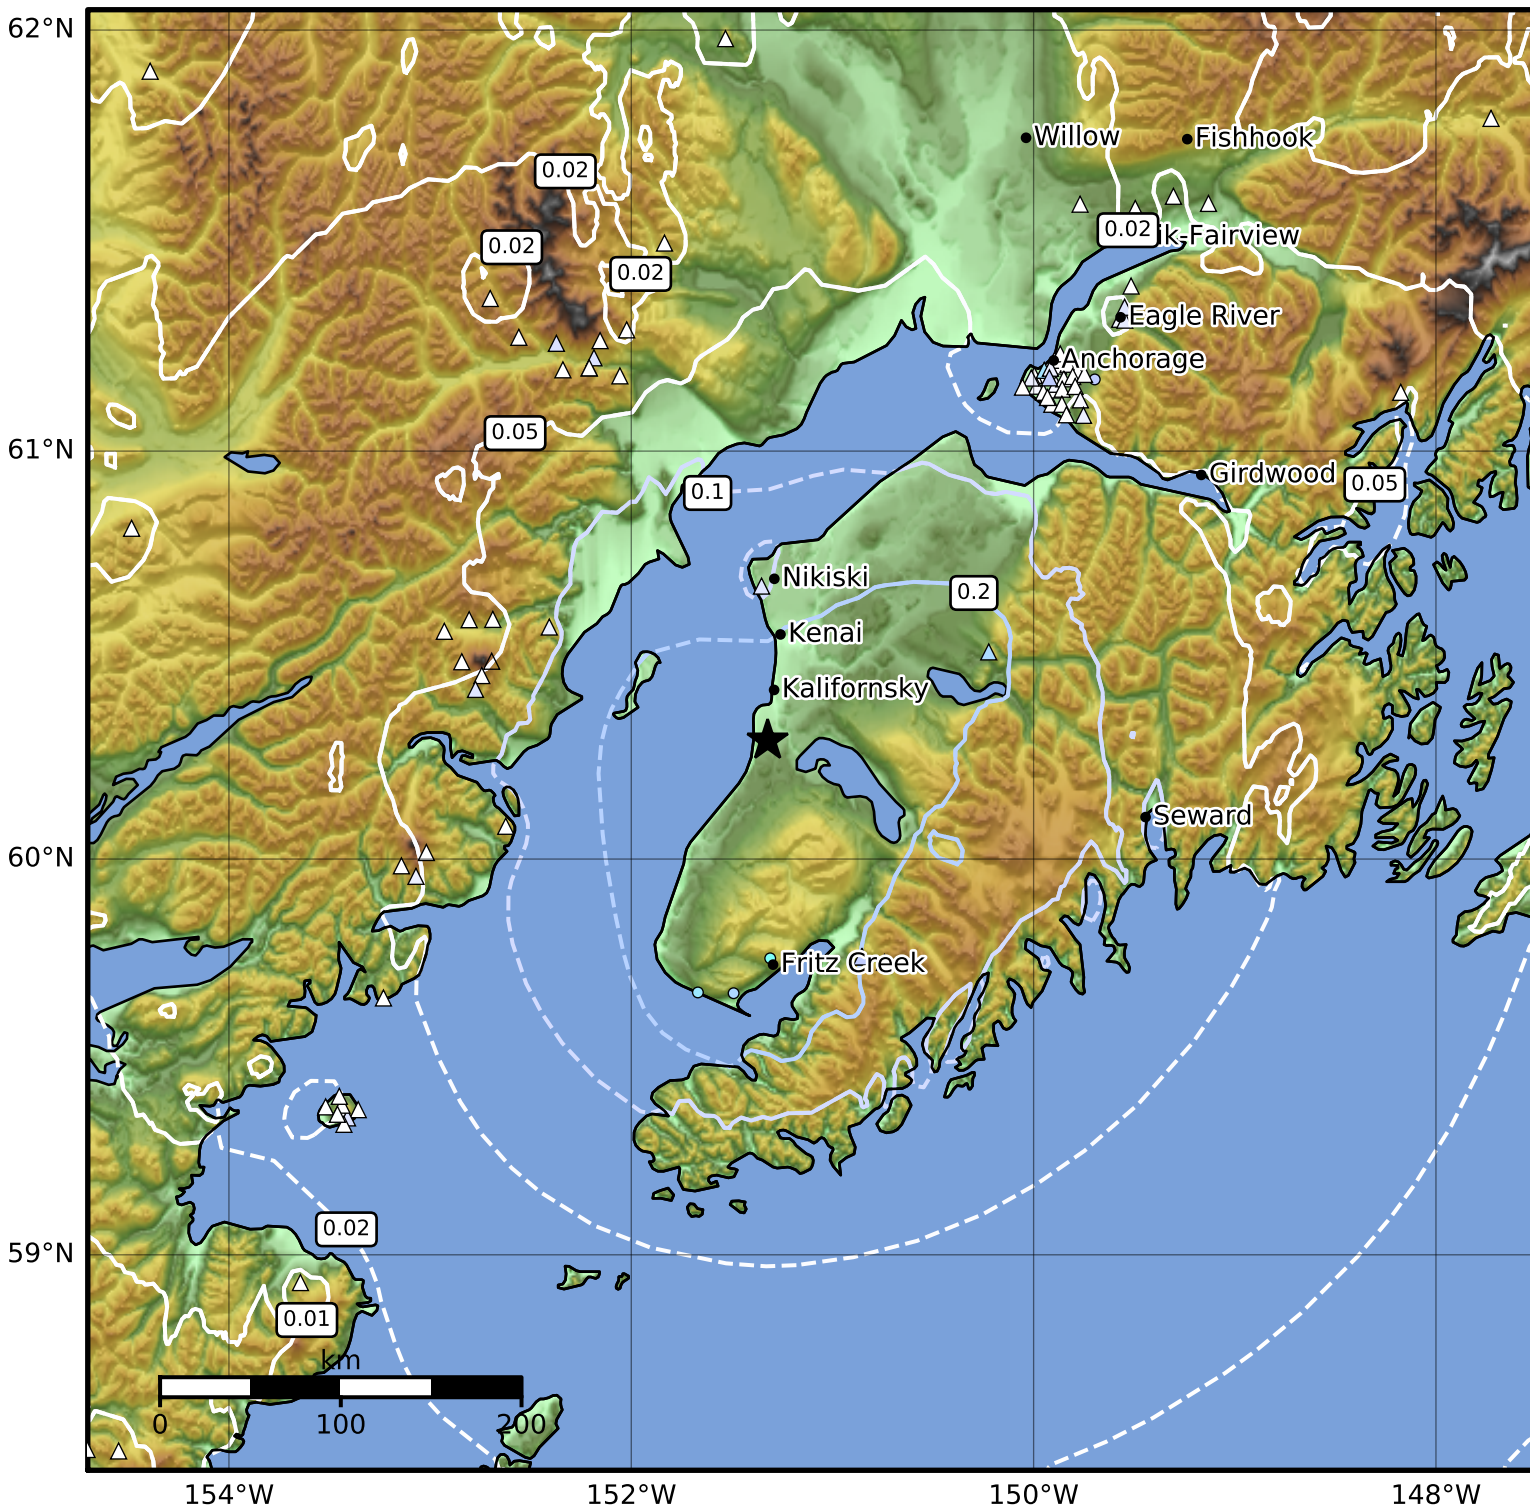 62°N
Willow
Fishhook
0.02
0.02
ik-Fairview
0.02
0.02
Eagle River
Anchorage
0.05
61°N
Girdwood
0.05
0.1
Nikiski
0.2
Kenai
Kalifornsky
Seward
60°N
Fritz Creek
0.02
59°N
0.01
km
0
100
200
154°W
152°W
150°W
148°W